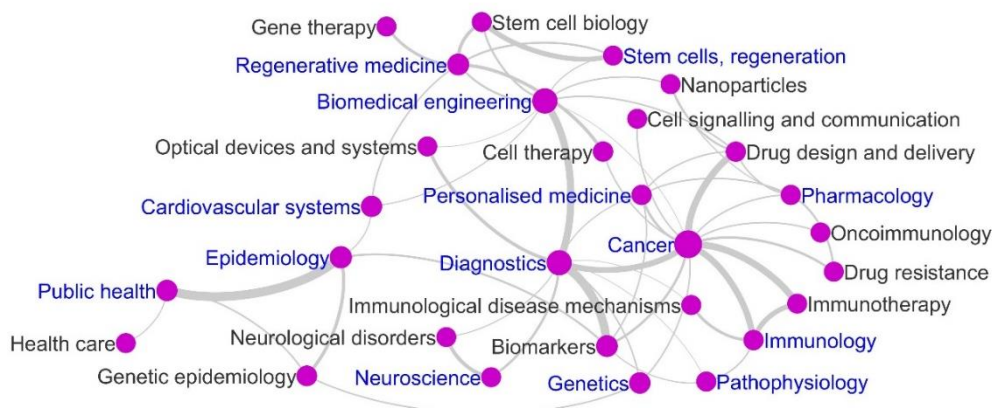 Gene therapy
Stem cell biology
Regenerative medicine
Stem cells, regeneration
Biomedical engineering
Nanoparticles
Cell signalling and communication
Optical devices and systems
Cell therapy
Drug design and delivery
Personalised medicine
Pharmacology
Cardiovascular systems
Oncoimmunology
Cancer
Epidemiology
Diagnostics
Drug resistance
Public health
Immunological disease mechanisms
Immunotherapy
Health care
Neurological disorders
Biomarkers
Immunology
Genetic epidemiology
Neuroscience
Genetics
Pathophysiology